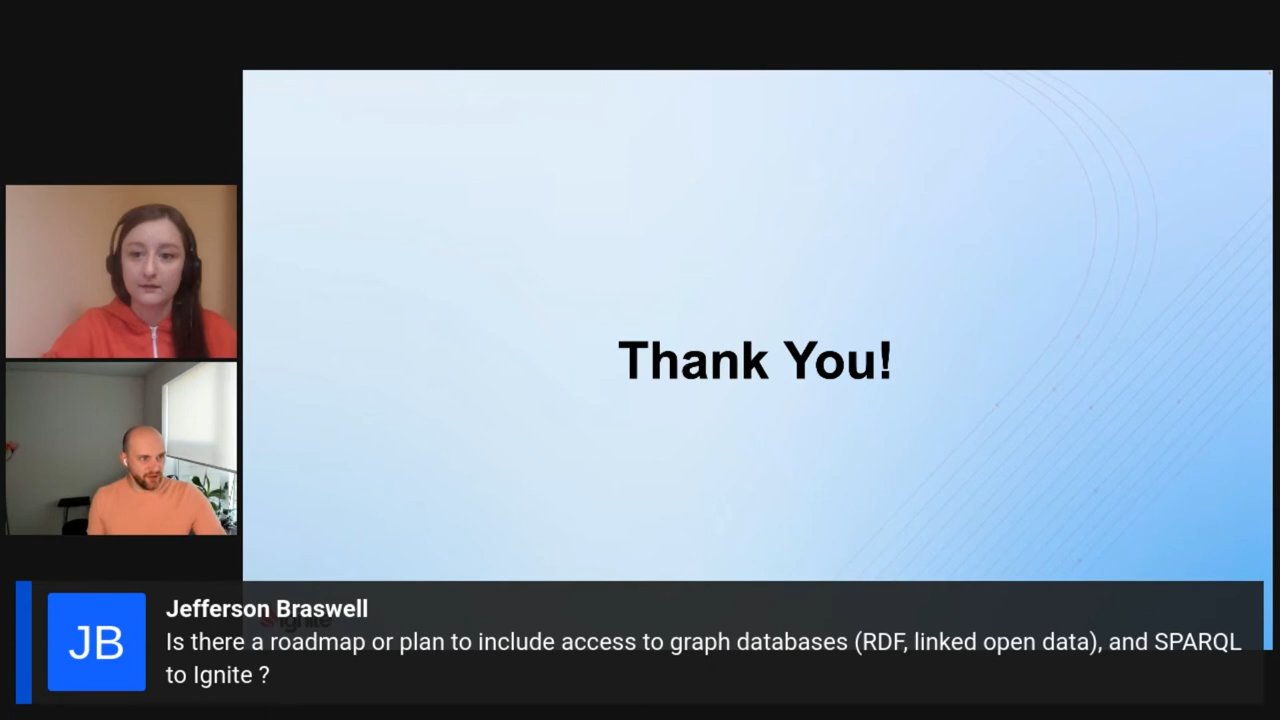 Thank You!
Ignite
JB
Jefferson Braswell
Is there a roadmap or plan to include access to graph databases (RDF, linked open data), and SPARQL
to Ignite ?